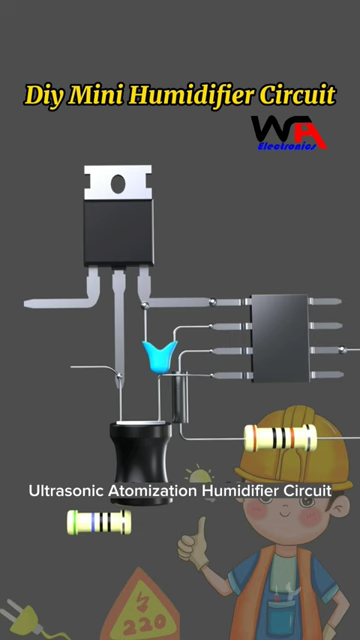 Diy Mini Humidifier Circuit
WA
Electronics
Ultrasonic Atomization Humidifier Circuit
220